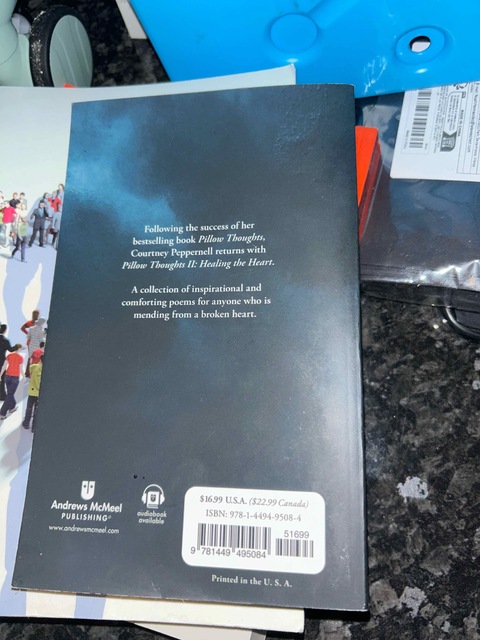 Following the success of her
bestselling book Pillow Thoughts,
Courtney Peppernell returns with
Pillow Thoughts II: Healing the Heart.
A collection of inspirational and
comforting poems for anyone who is
mending from a broken heart.
Andrews McMeel
PUBLISHING®
www.andrewsmcmeel.com
audiobook
available
$16.99 U.S.A. ($22.99 Canada)
ISBN: 978-1-4494-9508-4
51699
9 781449 495084
Printed in the U. S. A.